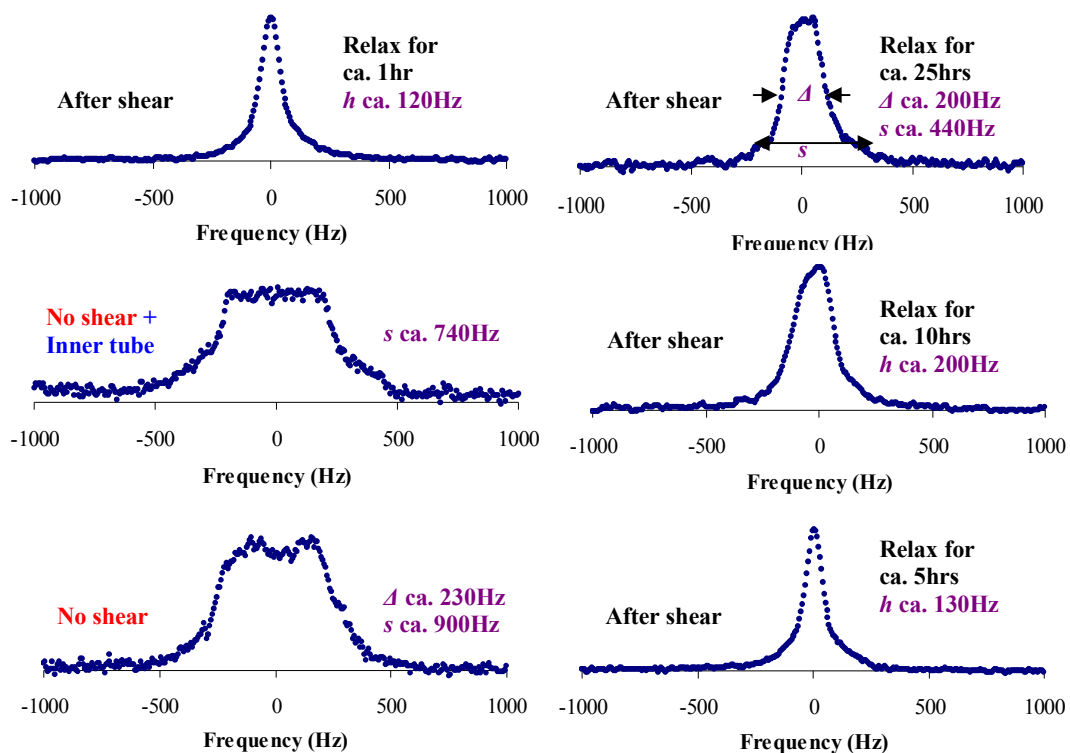 After shear
Relax for
ca. 1hr
h ca. 120Hz
-1000 -500 0 500 1000
Frequency (Hz)
After shear
Relax for
ca. 25hrs
Δ ca. 200Hz
s ca. 440Hz
Δ
s
-1000 -500 0 500 1000
Frequency (Hz)
No shear +
Inner tube
s ca. 740Hz
-1000 -500 0 500 1000
Frequency (Hz)
After shear
Relax for
ca. 10hrs
h ca. 200Hz
-1000 -500 0 500 1000
Frequency (Hz)
No shear
Δ ca. 230Hz
s ca. 900Hz
-1000 -500 0 500 1000
Frequency (Hz)
After shear
Relax for
ca. 5hrs
h ca. 130Hz
-1000 -500 0 500 1000
Frequency (Hz)